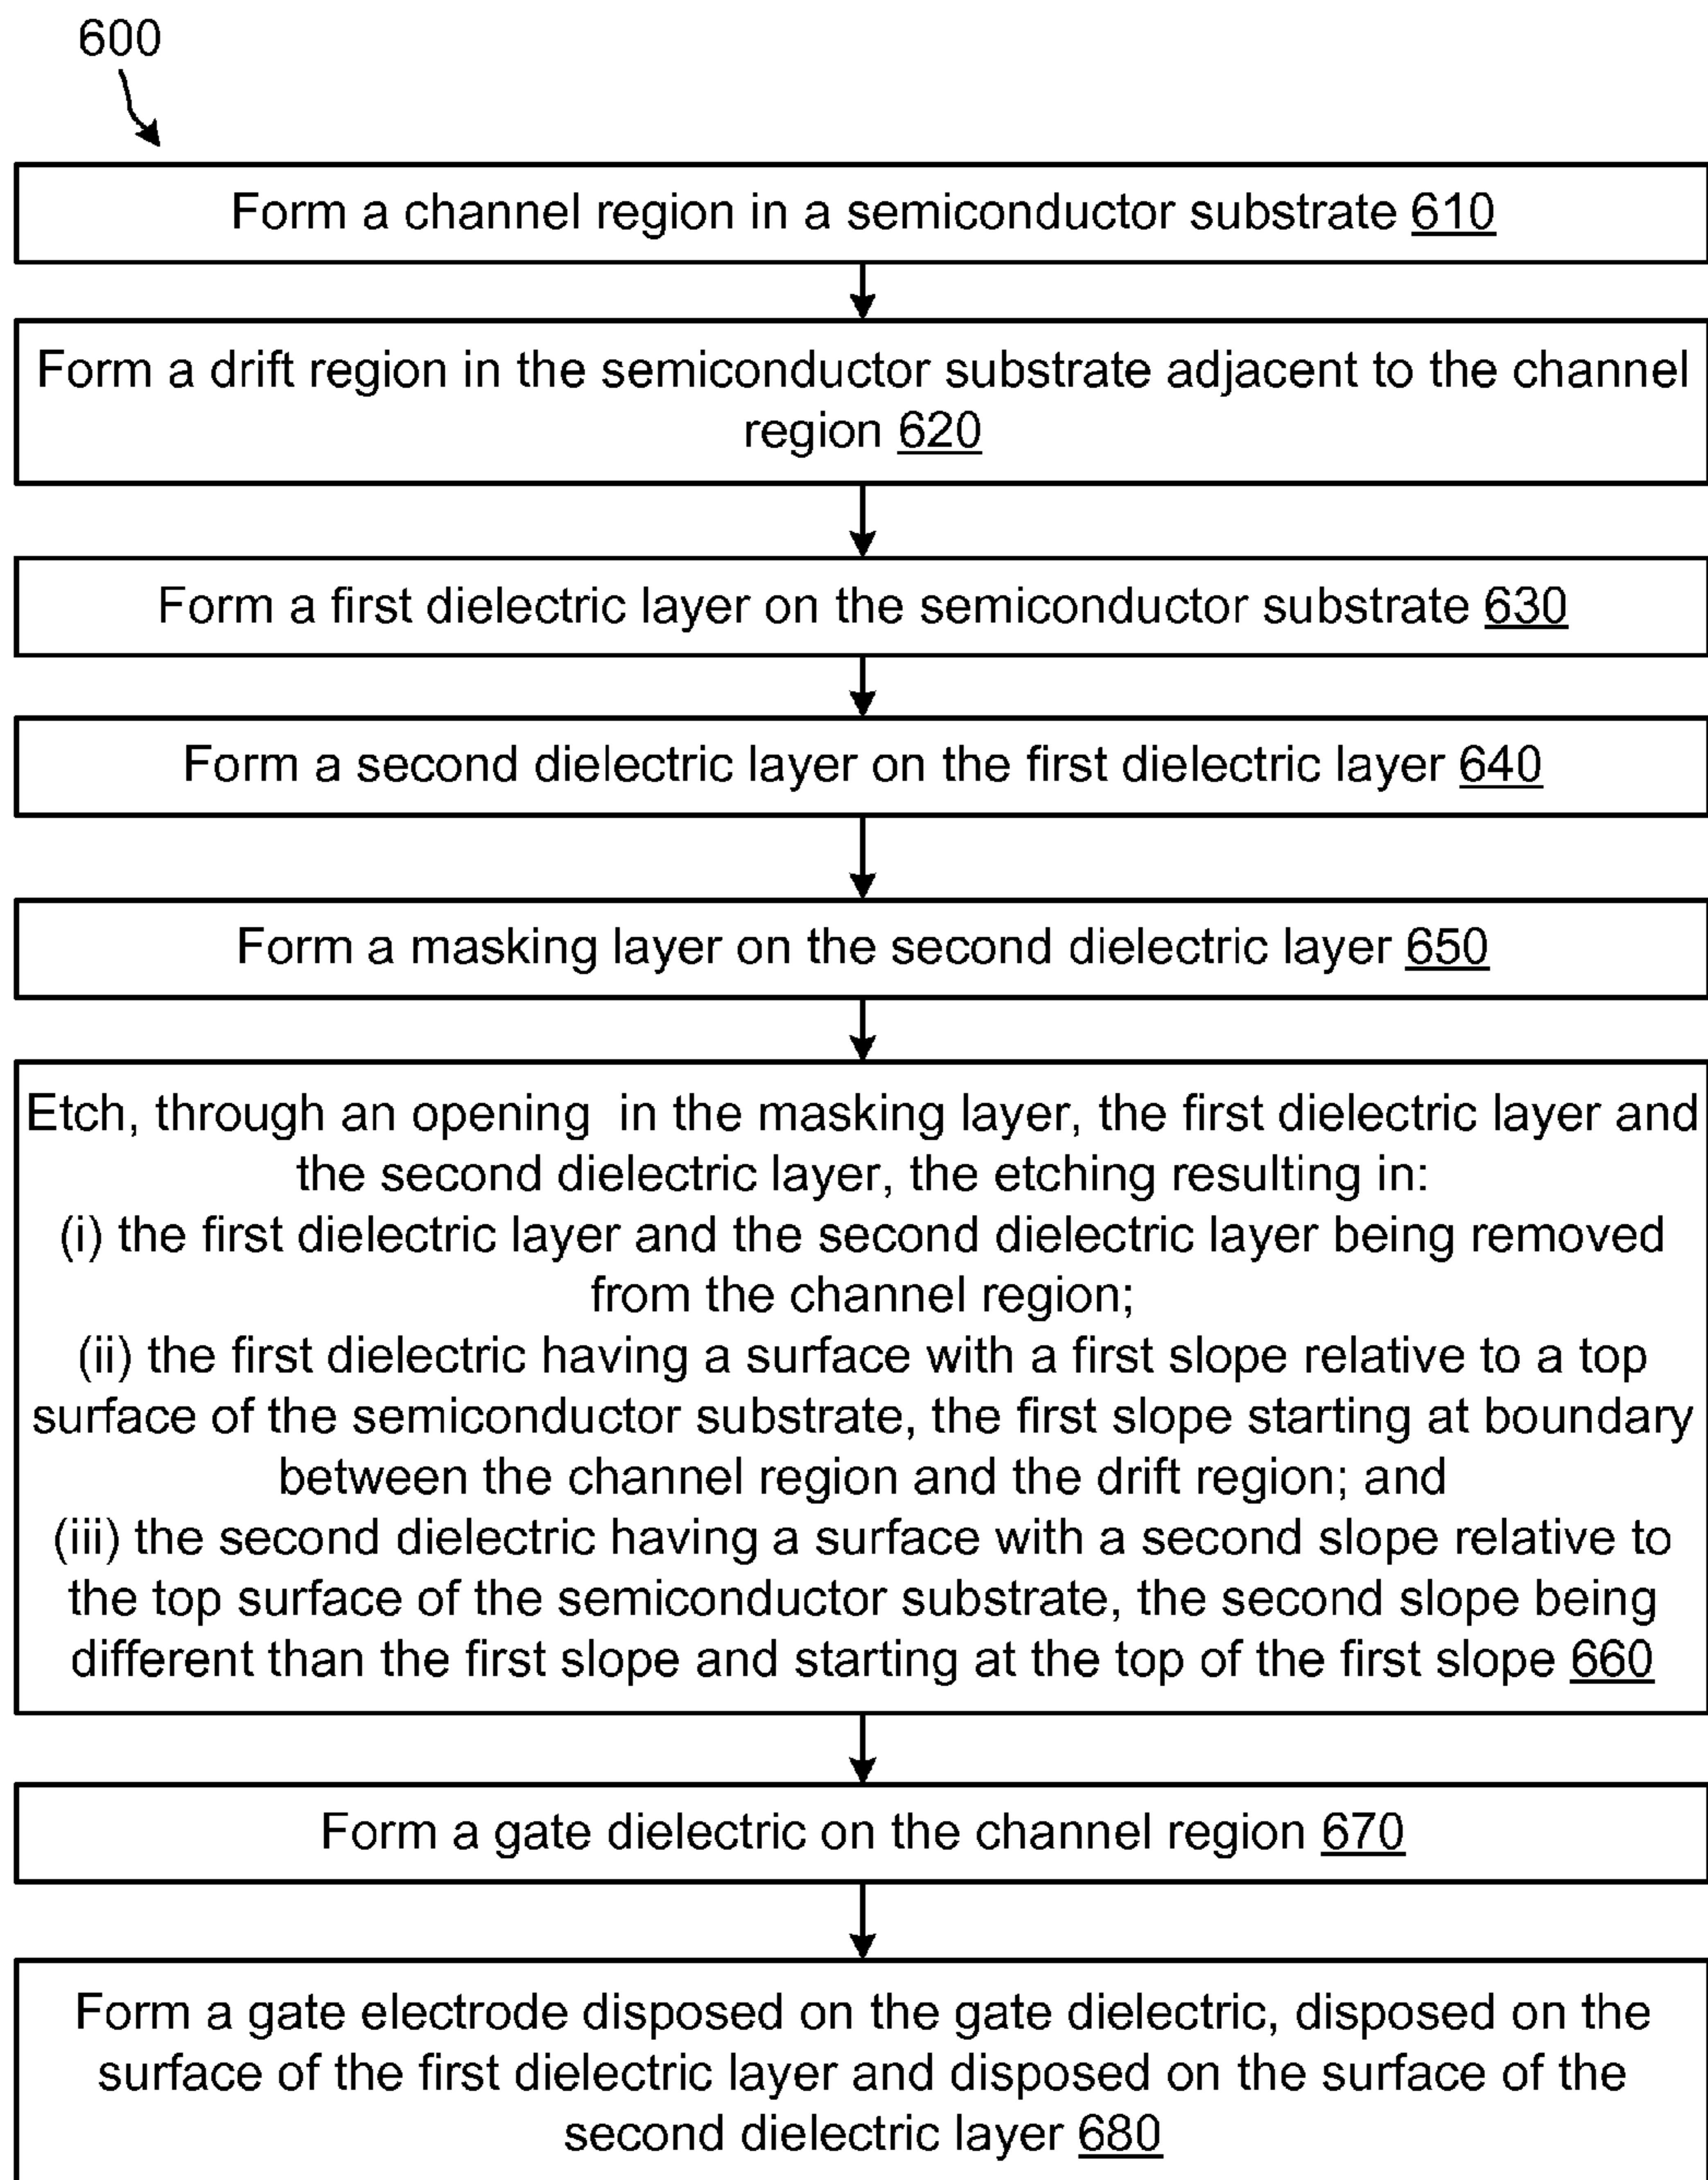 600
Form a channel region in a semiconductor substrate 610
Form a drift region in the semiconductor substrate adjacent to the channel
region 620
Form a first dielectric layer on the semiconductor substrate 630
Form a second dielectric layer on the first dielectric layer 640
Form a masking layer on the second dielectric layer 650
Etch, through an opening  in the masking layer, the first dielectric layer and
the second dielectric layer, the etching resulting in:
(i) the first dielectric layer and the second dielectric layer being removed
from the channel region;
(ii) the first dielectric having a surface with a first slope relative to a top
surface of the semiconductor substrate, the first slope starting at boundary
between the channel region and the drift region; and
(iii) the second dielectric having a surface with a second slope relative to
the top surface of the semiconductor substrate, the second slope being
different than the first slope and starting at the top of the first slope 660
Form a gate dielectric on the channel region 670
Form a gate electrode disposed on the gate dielectric, disposed on the
surface of the first dielectric layer and disposed on the surface of the
second dielectric layer 680